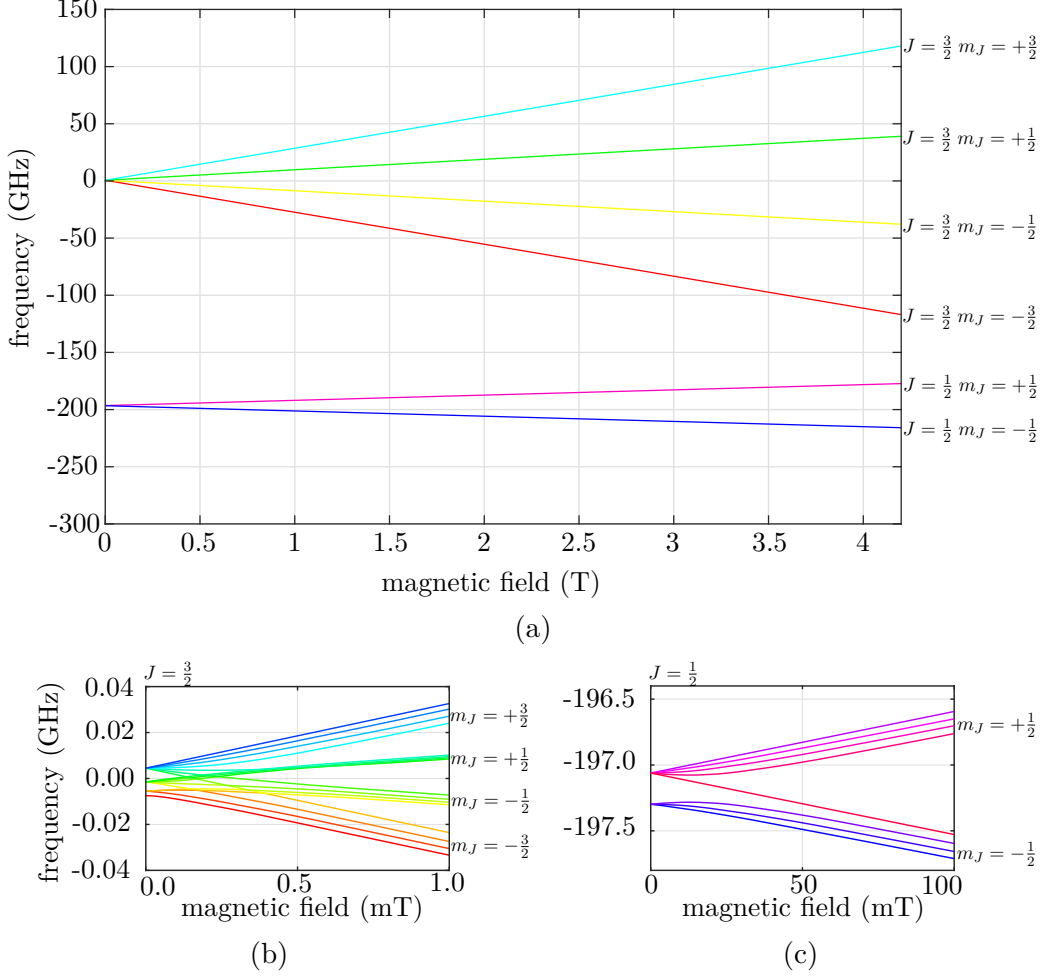 150
100
50
0
-50
-100
-150
-200
-250
-300
frequency (GHz)
0 0.5 1 1.5 2 2.5 3 3.5 4
magnetic field (T)
J = 3/2 m_J = +3/2
J = 3/2 m_J = +1/2
J = 3/2 m_J = −1/2
J = 3/2 m_J = −3/2
J = 1/2 m_J = +1/2
J = 1/2 m_J = −1/2
(a)
J = 3/2
0.04
0.02
0.00
-0.02
-0.04
frequency (GHz)
m_J = +3/2
m_J = +1/2
m_J = −1/2
m_J = −3/2
0.0 0.5 1.0
magnetic field (mT)
(b)
J = 1/2
-196.5
-197.0
-197.5
m_J = +1/2
m_J = −1/2
0 50 100
magnetic field (mT)
(c)